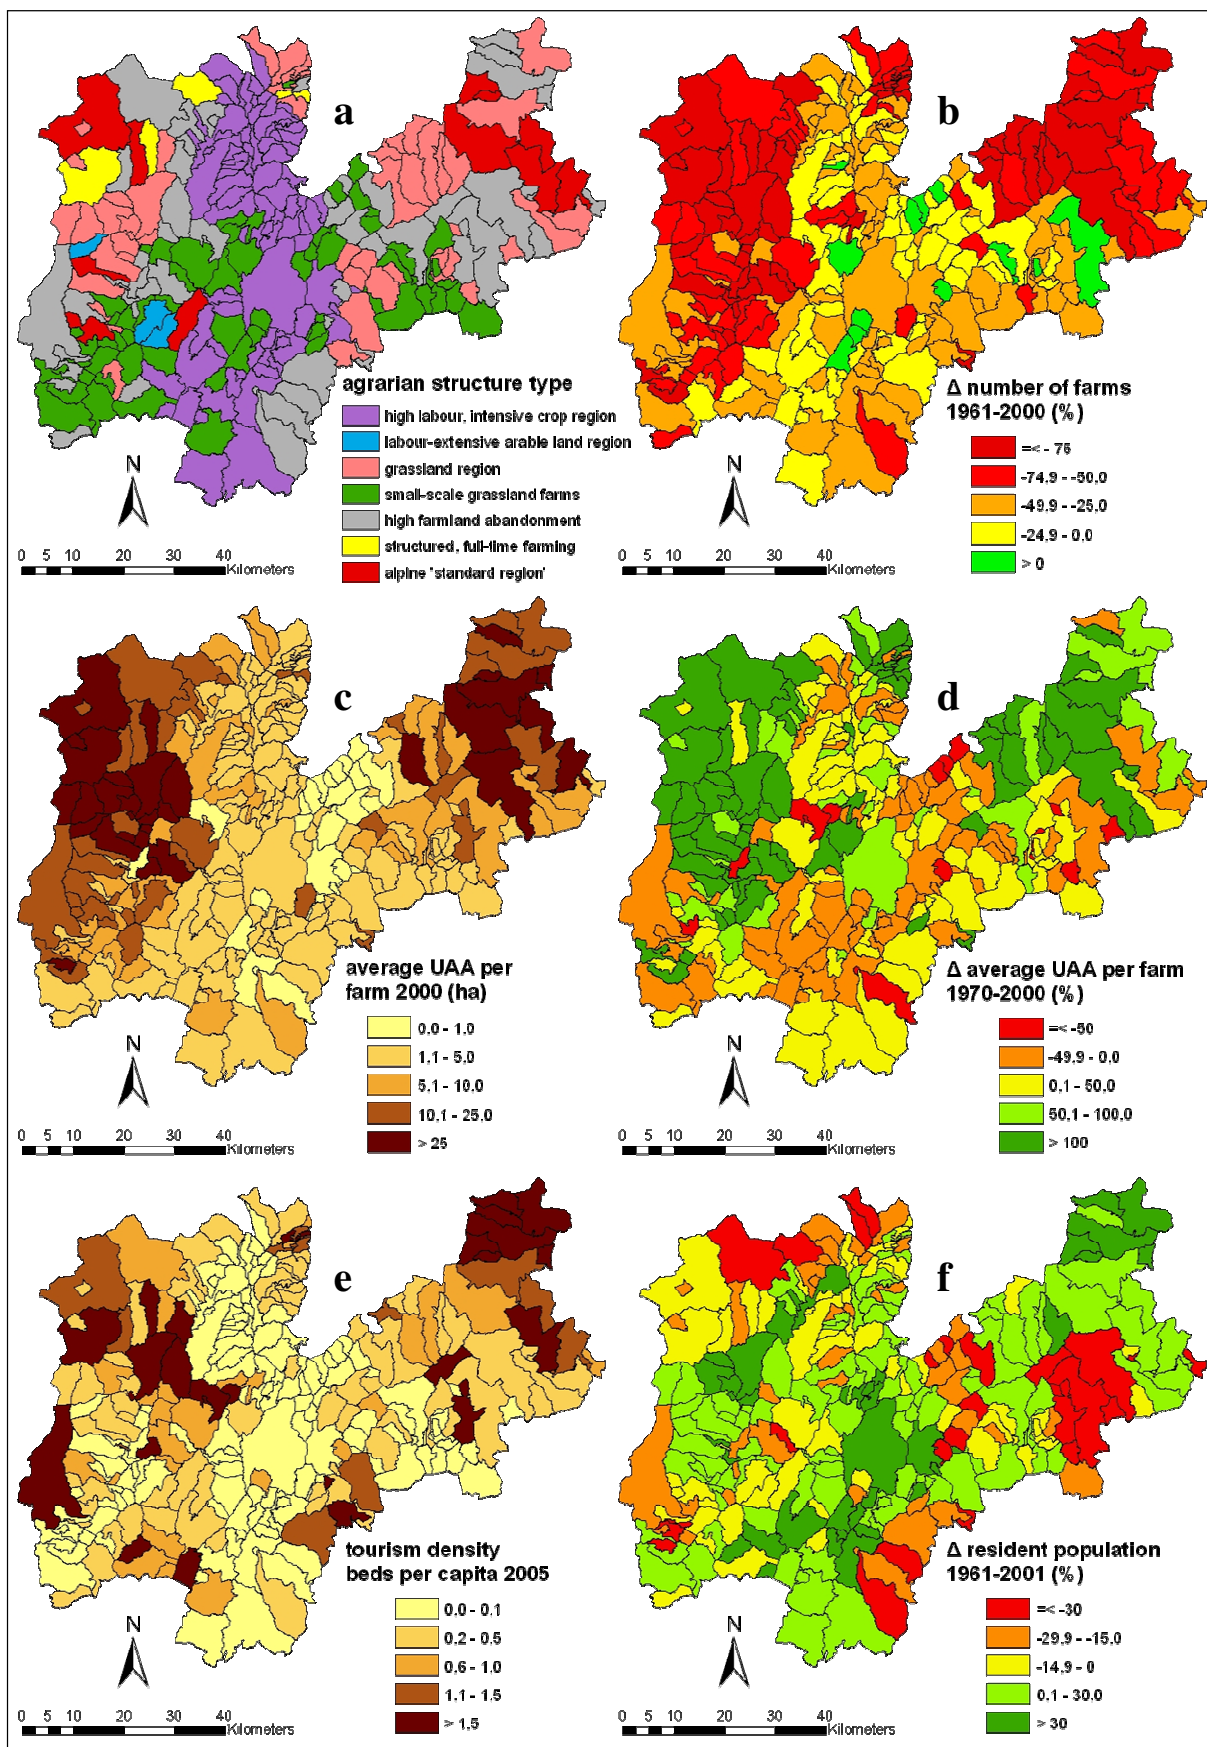 a
agrarian structure type
high labour, intensive crop region
labour-extensive arable land region
grassland region
small-scale grassland farms
high farmland abandonment
structured, full-time farming
alpine 'standard region'
N
0 5 10 20 30 40
Kilometers
b
Δ number of farms
1961-2000 (%)
=< - 75
-74,9 - -50,0
-49,9 - -25,0
-24,9 - 0,0
> 0
N
0 5 10 20 30 40
Kilometers
c
average UAA per
farm 2000 (ha)
0,0 - 1,0
1,1 - 5,0
5,1 - 10,0
10,1 - 25,0
> 25
N
0 5 10 20 30 40
Kilometers
d
Δ average UAA per farm
1970-2000 (%)
=< -50
-49,9 - 0,0
0,1 - 50,0
50,1 - 100,0
> 100
N
0 5 10 20 30 40
Kilometers
e
tourism density
beds per capita 2005
0,0 - 0,1
0,2 - 0,5
0,6 - 1,0
1,1 - 1,5
> 1,5
N
0 5 10 20 30 40
Kilometers
f
Δ resident population
1961-2001 (%)
=< -30
-29,9 - -15,0
-14,9 - 0
0,1 - 30,0
> 30
N
0 5 10 20 30 40
Kilometers